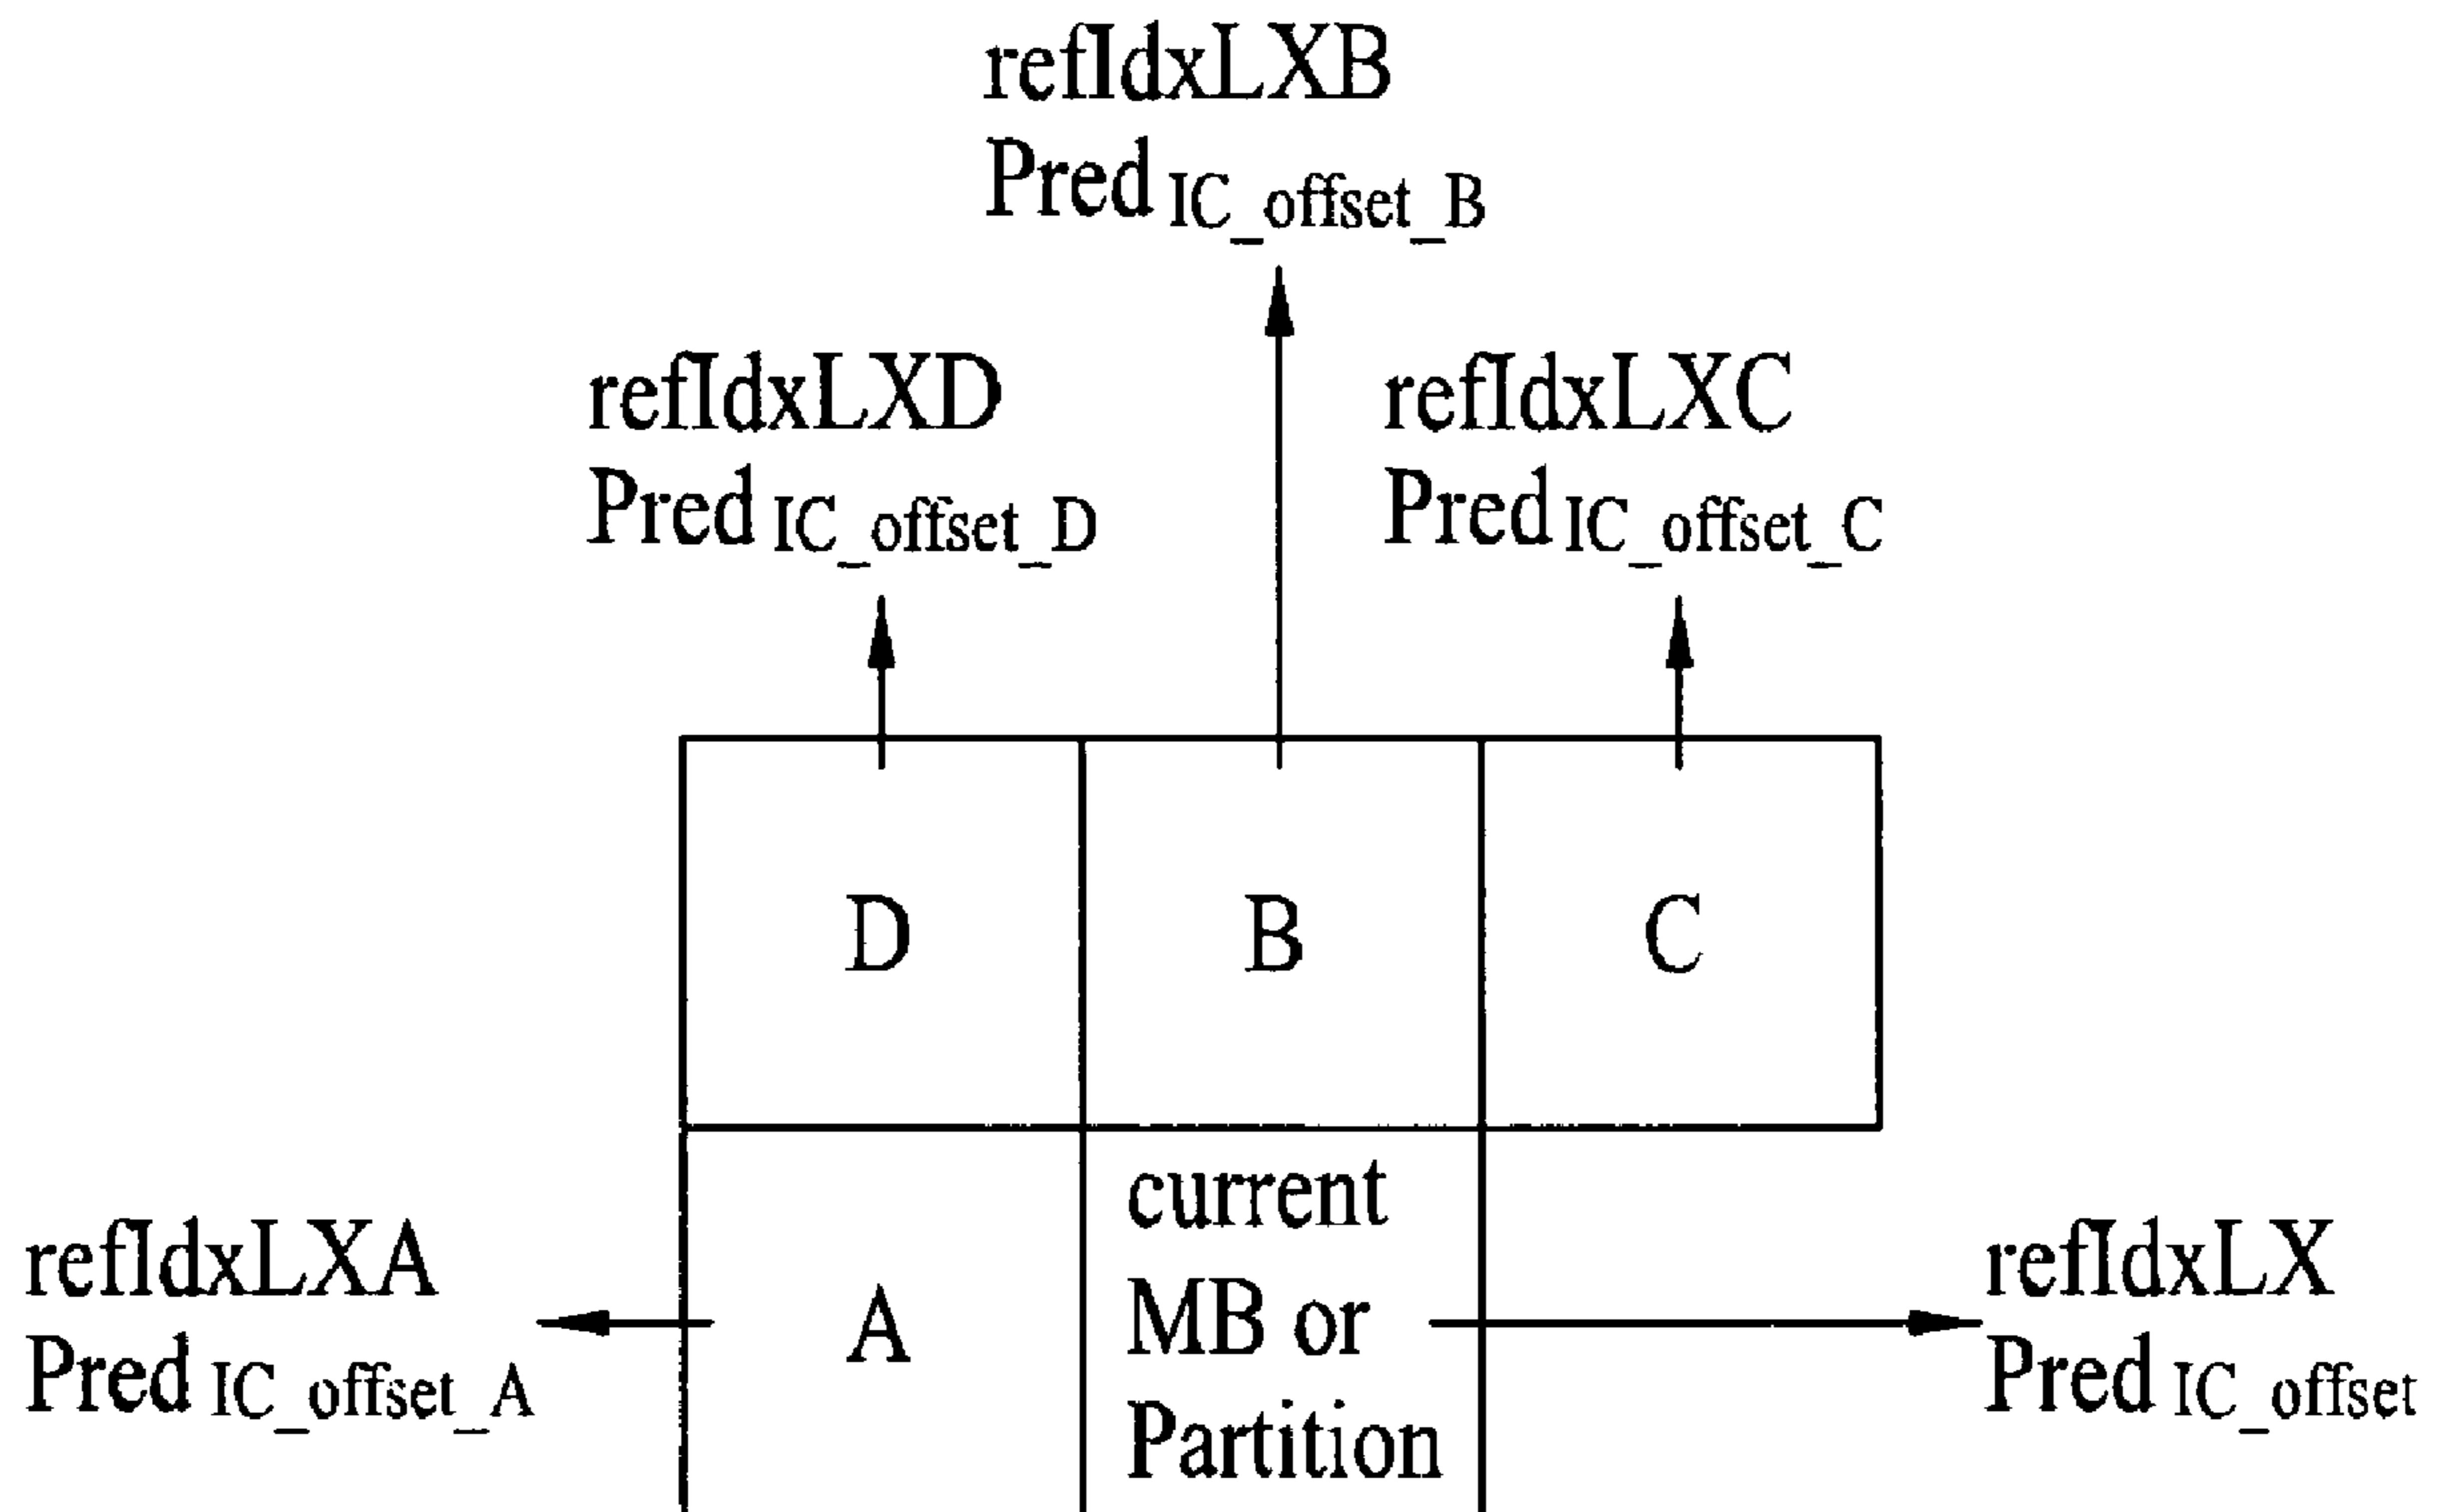 refIdxLXB
Pred IC_offset_B
refIdxLXD
Pred IC_offset_D
refIdxLXC
Pred IC_offset_C
D
B
C
refIdxLXA
Pred IC_offset_A
A
current
MB or
Partition
refIdxLX
Pred IC_offset